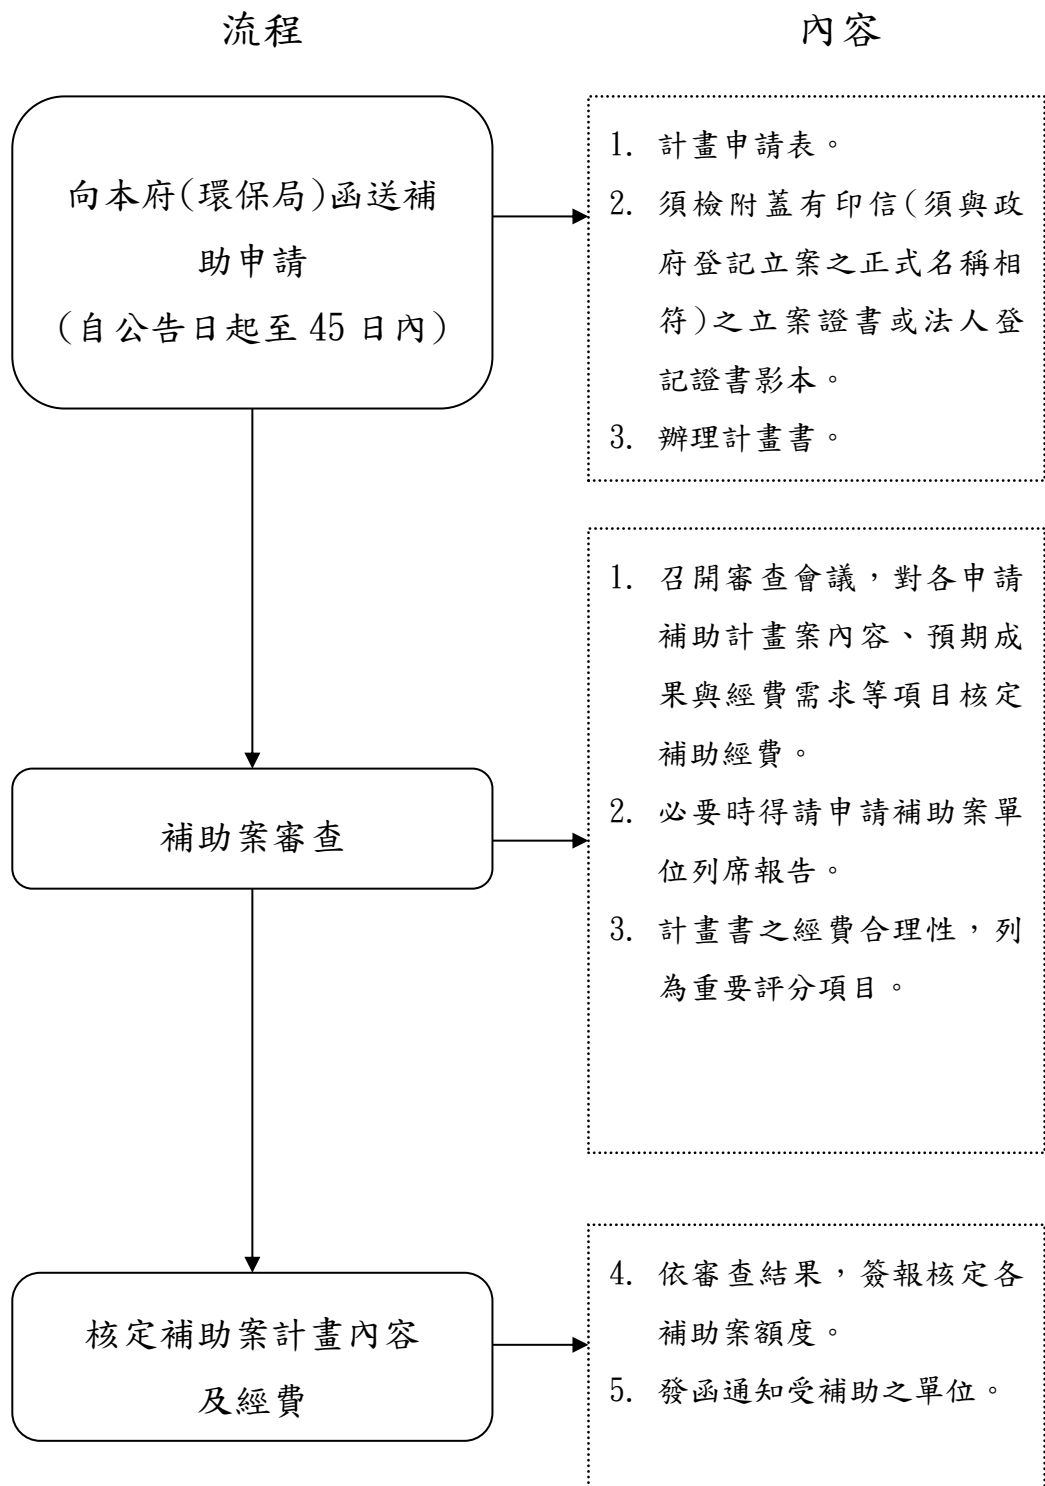 流程
內容
向本府(環保局)函送補
助申請
(自公告日起至 45 日內)
1. 計畫申請表。
2. 須檢附蓋有印信(須與政
府登記立案之正式名稱相
符)之立案證書或法人登
記證書影本。
3. 辦理計畫書。
補助案審查
1. 召開審查會議，對各申請
補助計畫案內容、預期成
果與經費需求等項目核定
補助經費。
2. 必要時得請申請補助案單
位列席報告。
3. 計畫書之經費合理性，列
為重要評分項目。
核定補助案計畫內容
及經費
4. 依審查結果，簽報核定各
補助案額度。
5. 發函通知受補助之單位。